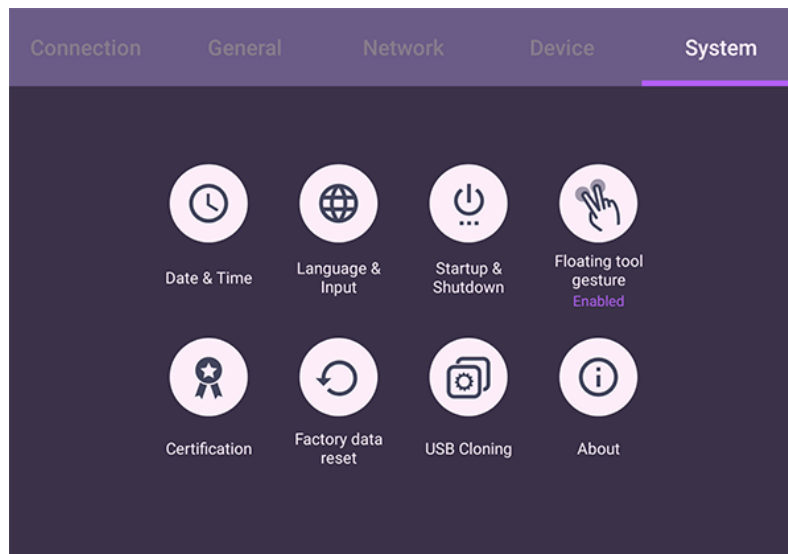 Connection General Network Device System
Date & Time
Language &
Input
Startup &
Shutdown
Floating tool
gesture
Enabled
Certification
Factory data
reset
USB Cloning
About